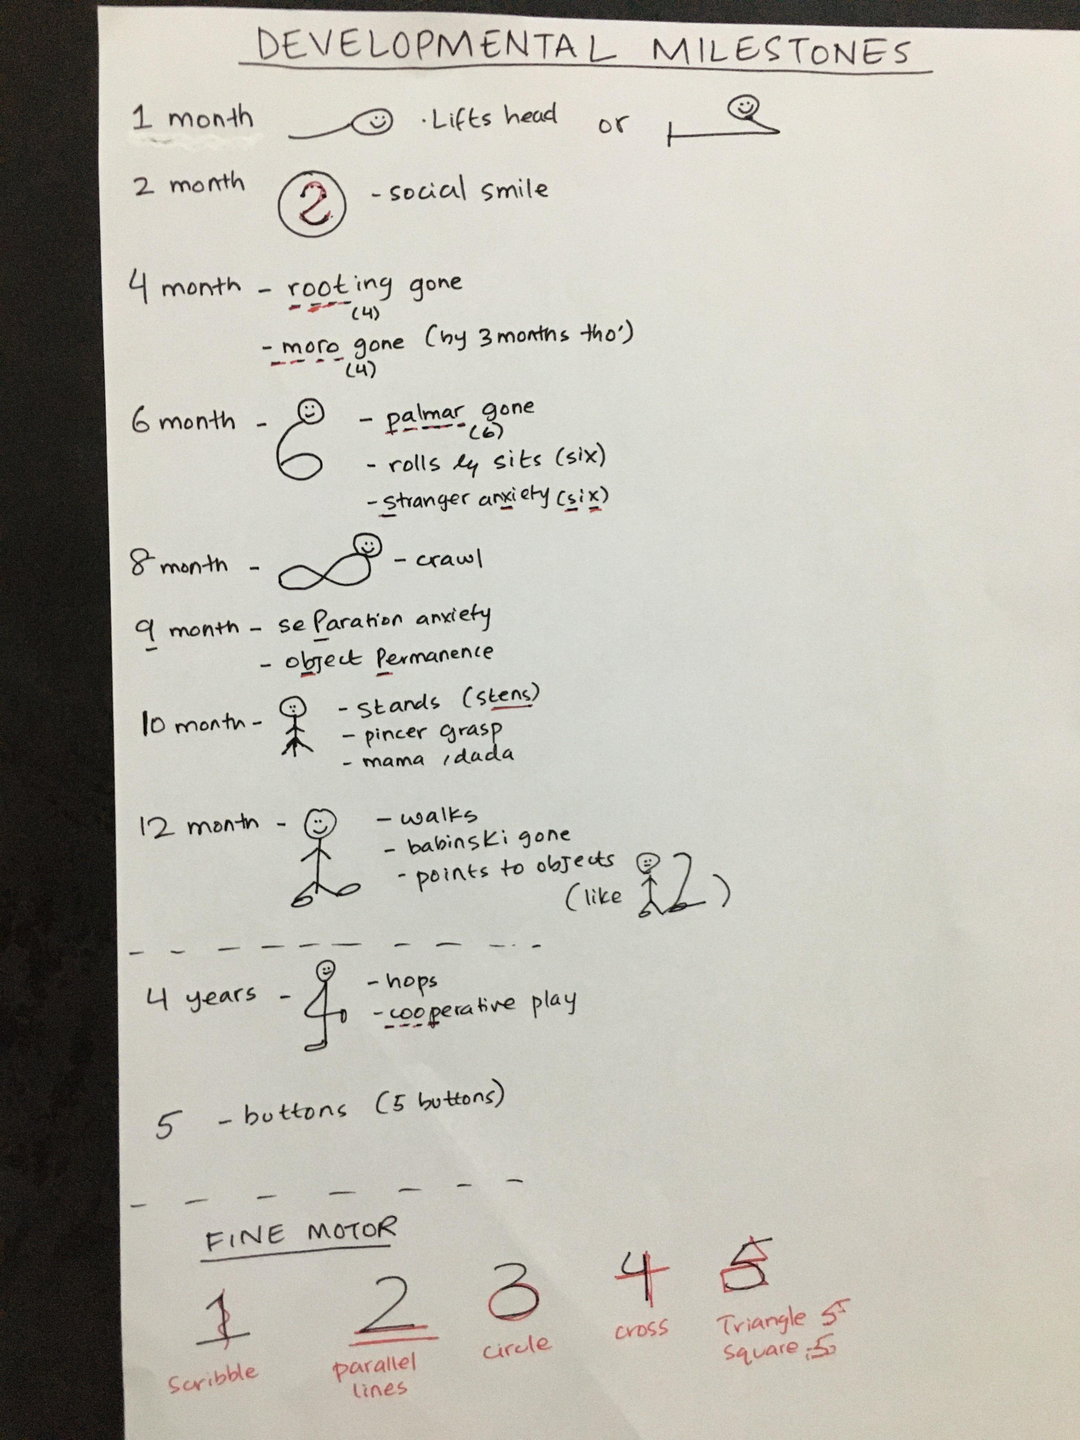 DEVELOPMENTAL MILESTONES
1 month · Lifts head or
2 month 2 - social smile
4 month - rooting gone
(4)
- moro gone (by 3 months tho')
(4)
6 month - - palmar gone
(6)
- rolls & sits (six)
- stranger anxiety (six)
8 month - - crawl
9 month - seParation anxiety
- object Permanence
10 month - - stands (stens)
- pincer grasp
- mama / dada
12 month - - walks
- babinski gone
- points to objects
(like 12)
4 years - - hops
- cooperative play
5 - buttons (5 buttons)
FINE MOTOR
1 2 3 4 5
Scribble parallel lines circle cross Triangle 5
Square 5